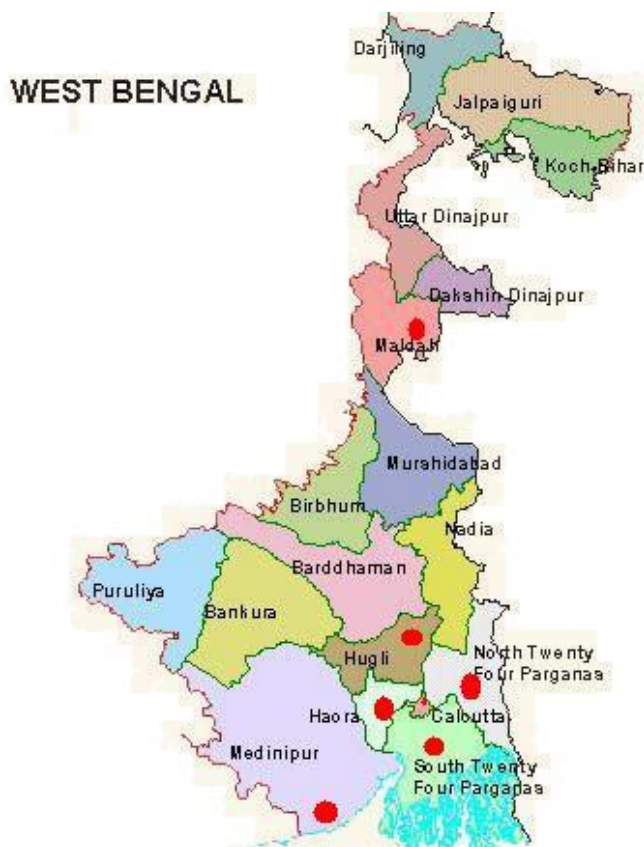 Darjiling
WEST BENGAL
Jalpaiguri
Koch Bihar
Uttar Dinajpur
Dakshin Dinajpur
Maldah
Murshidabad
Birbhum
Nadia
Barddhaman
Puruliya
Bankura
North Twenty
Four Parganas
Hugli
Haora
Calcutta
Medinipur
South Twenty
Four Parganas